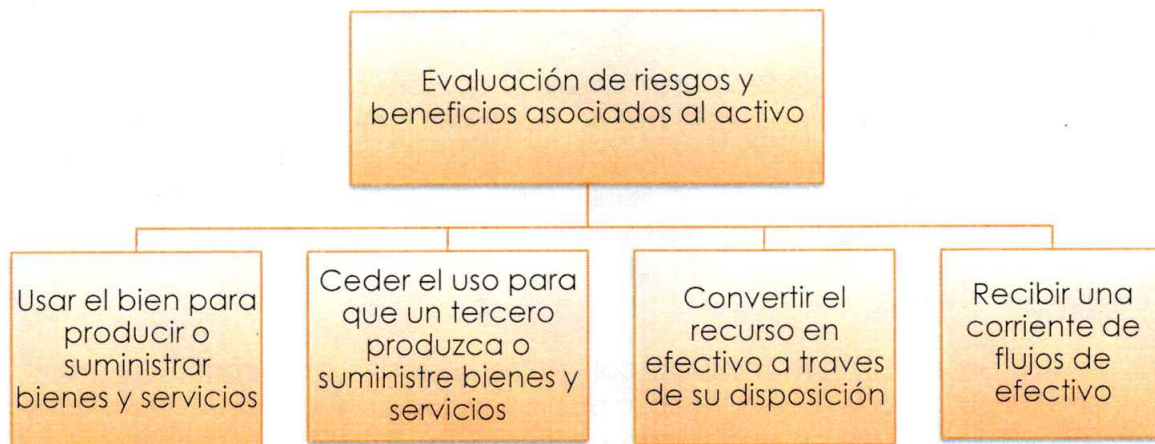 Evaluación de riesgos y
beneficios asociados al activo
Usar el bien para
producir o
suministrar
bienes y servicios
Ceder el uso para
que un tercero
produzca o
suministre bienes y
servicios
Convertir el
recurso en
efectivo a traves
de su disposición
Recibir una
corriente de
flujos de
efectivo